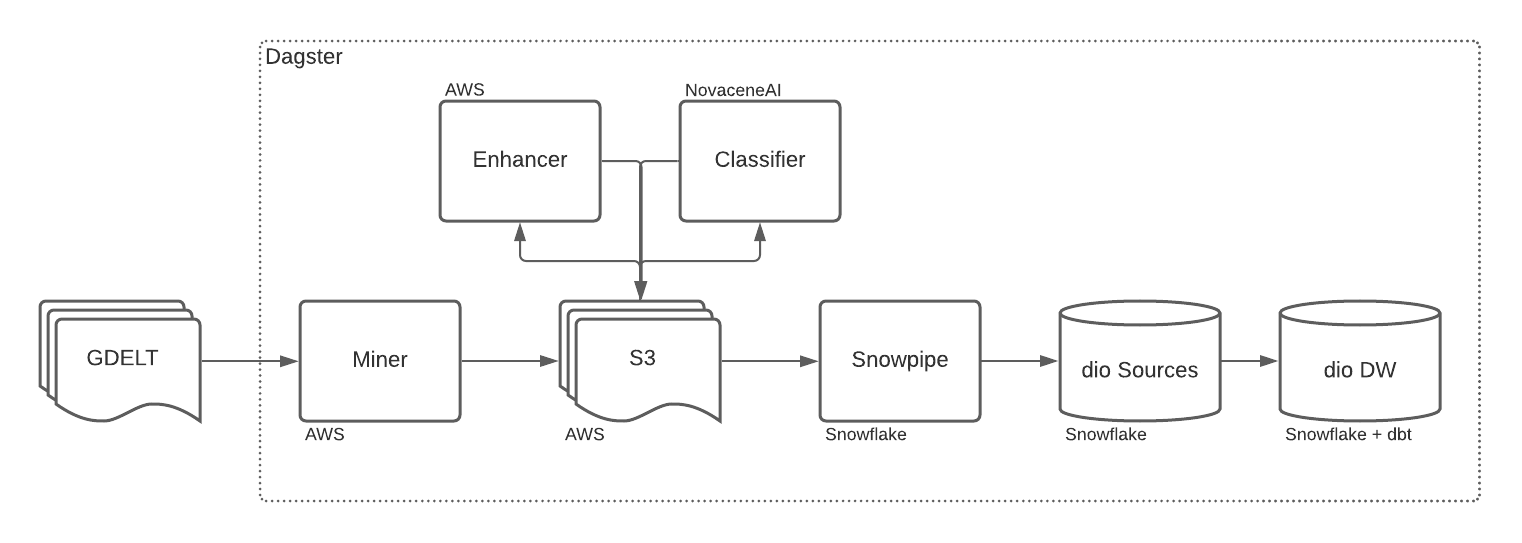 Dagster
AWS
NovaceneAI
Enhancer
Classifier
GDELT
Miner
S3
Snowpipe
dio Sources
dio DW
AWS
AWS
Snowflake
Snowflake
Snowflake + dbt